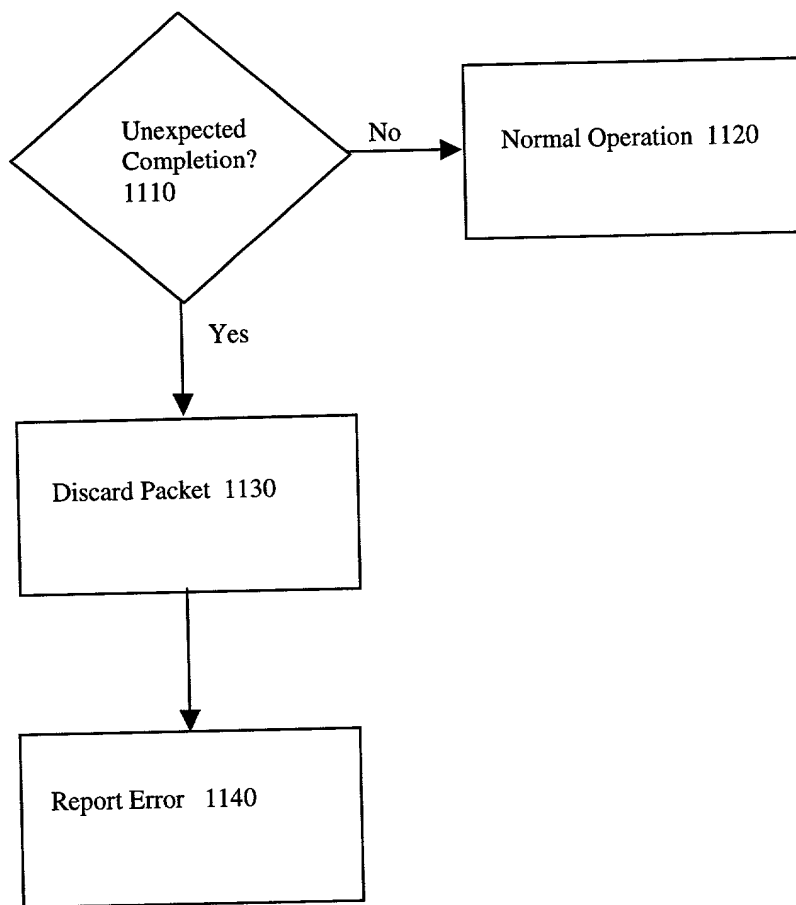 Unexpected
Completion?
1110
No
Normal Operation 1120
Yes
Discard Packet 1130
Report Error 1140